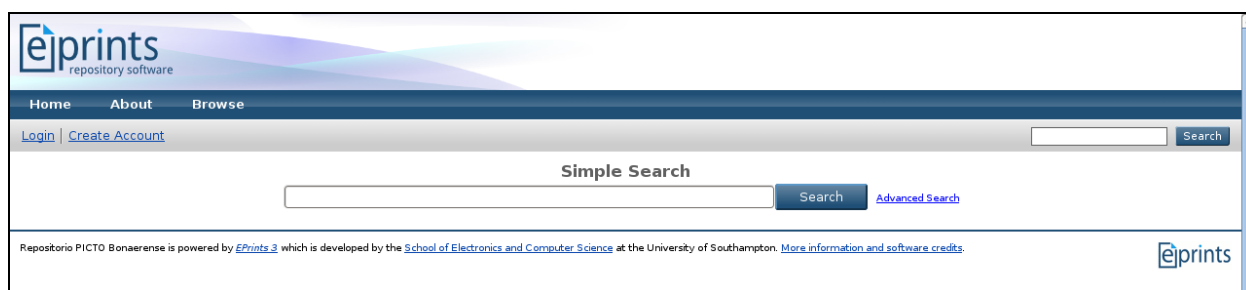 eprints
repository software
Home About Browse
Login | Create Account Search
Simple Search
Search Advanced Search
Repositorio PICTO Bonaerense is powered by EPrints 3 which is developed by the School of Electronics and Computer Science at the University of Southampton. More information and software credits.
eprints